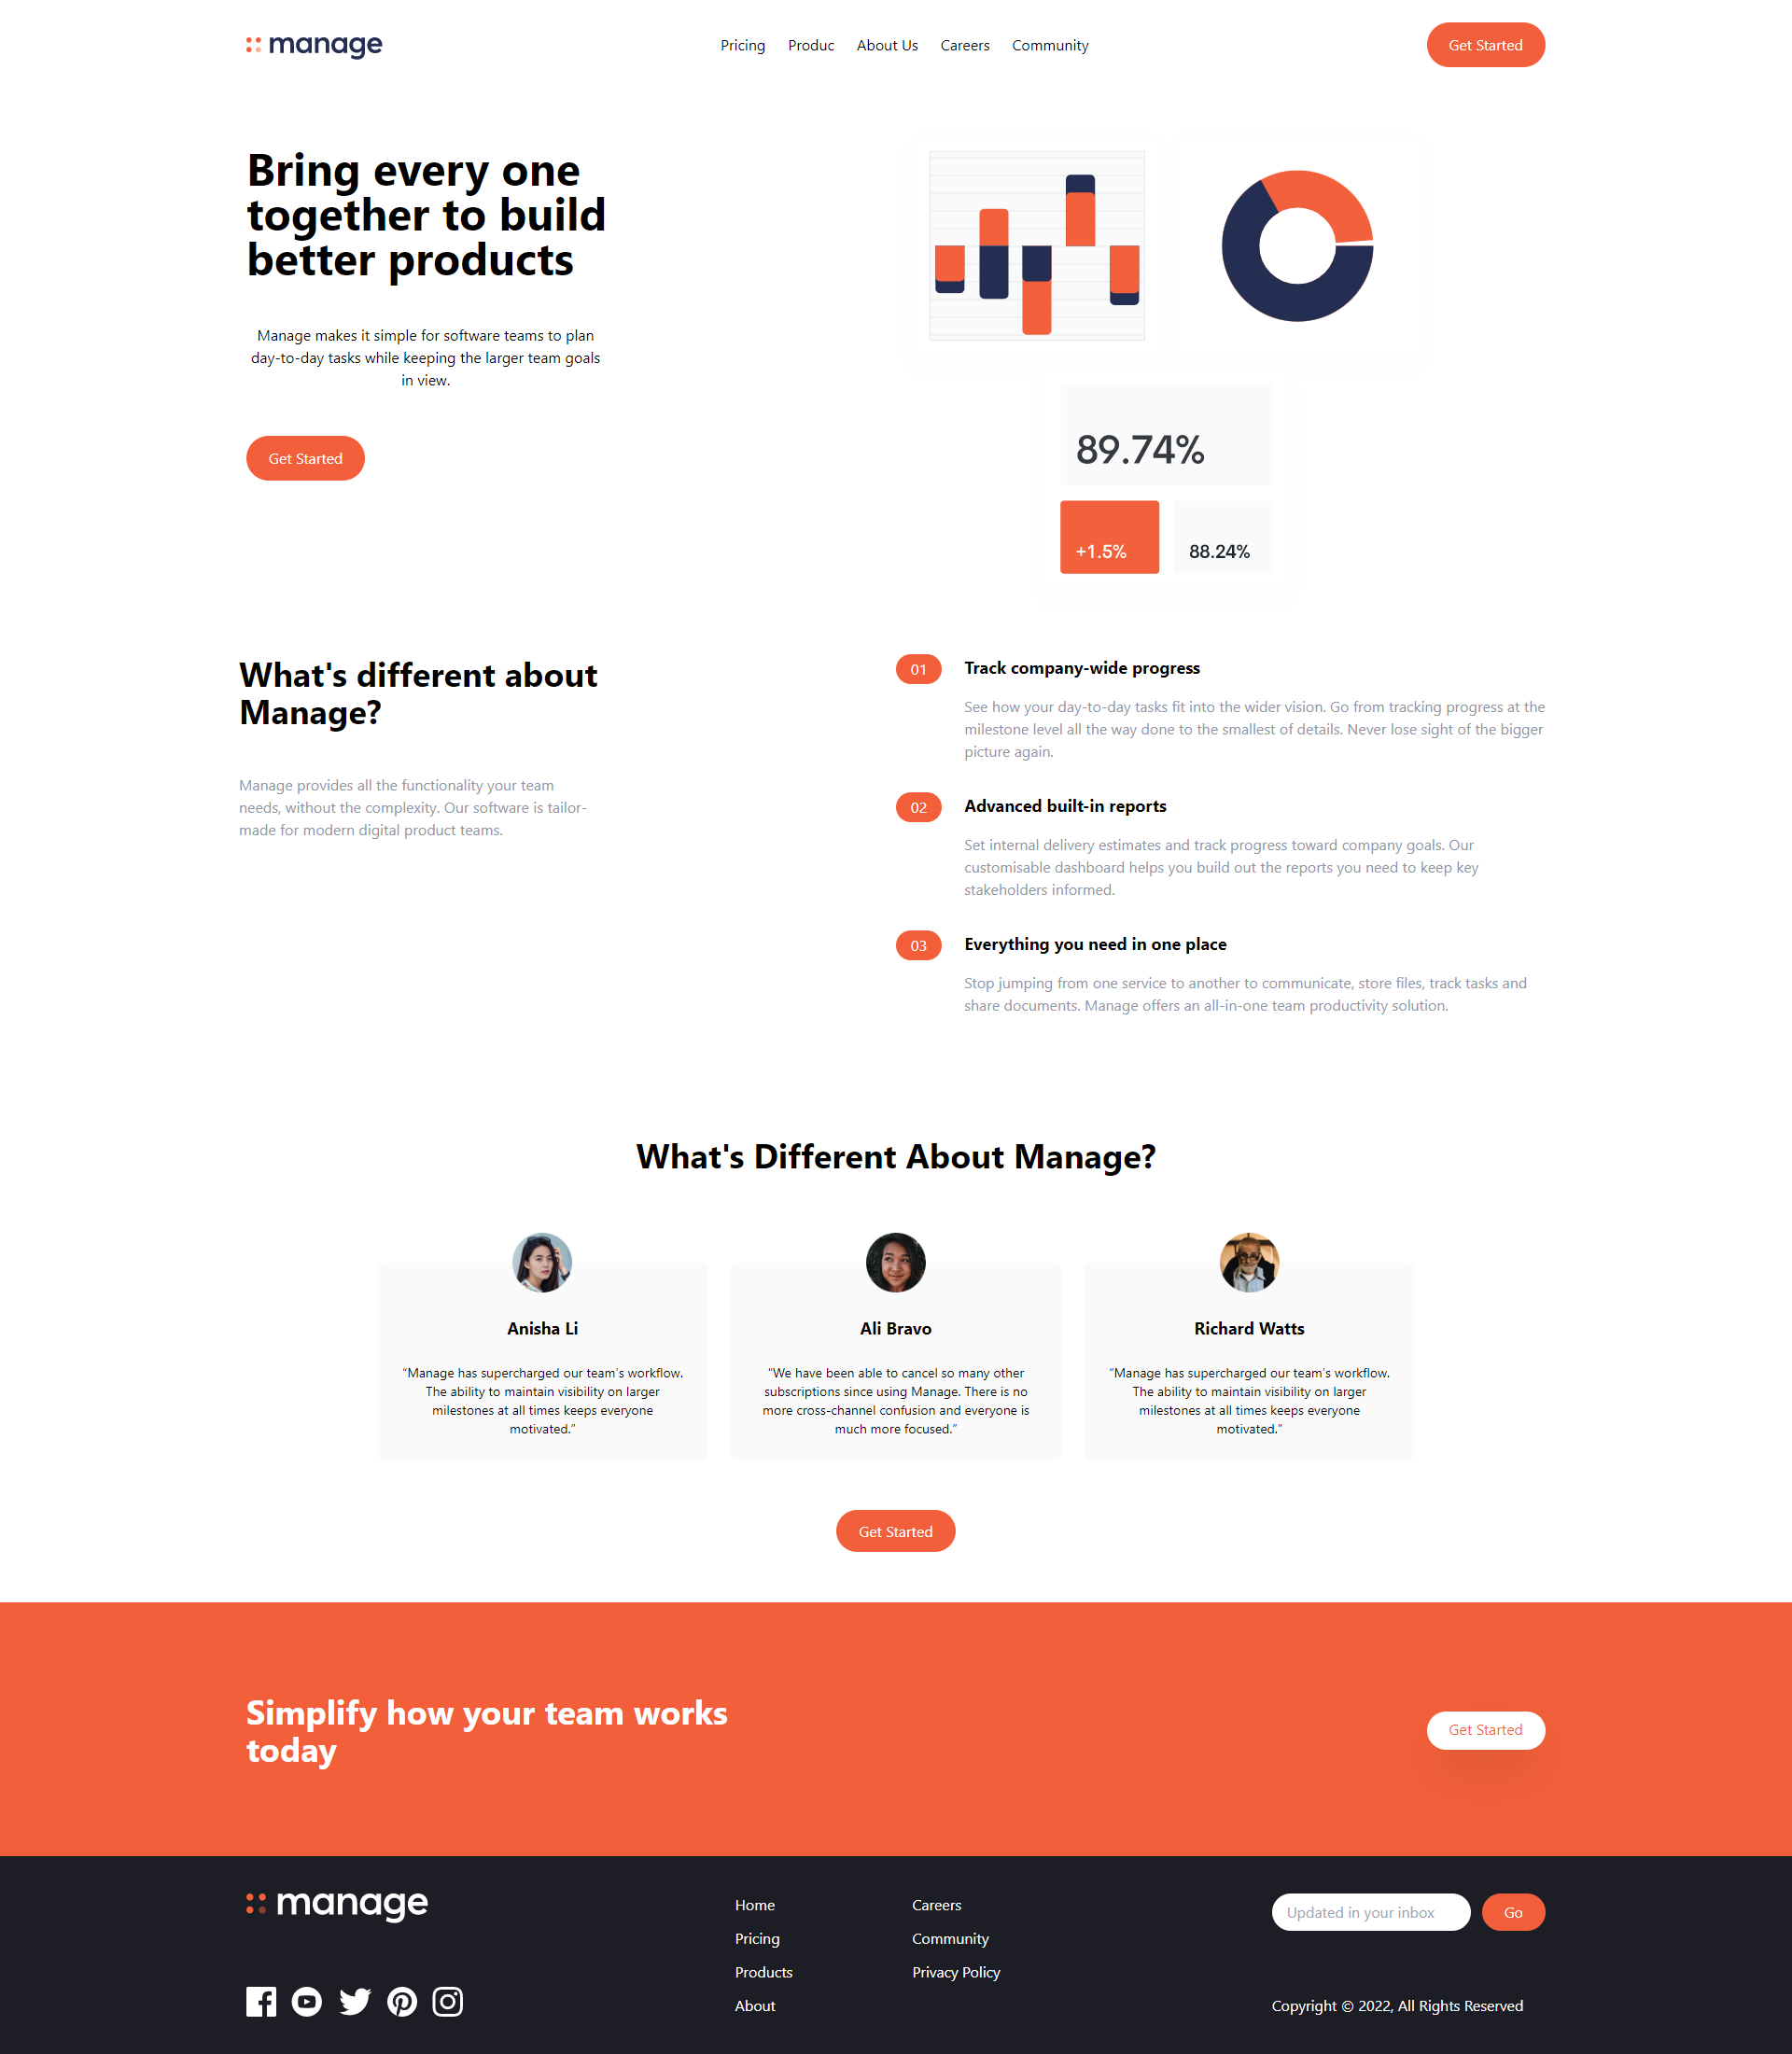 manage
Pricing Produc About Us Careers Community
Get Started
Bring every one
together to build
better products
Manage makes it simple for software teams to plan
day-to-day tasks while keeping the larger team goals
in view.
Get Started
89.74%
+1.5%
88.24%
What's different about
Manage?
Manage provides all the functionality your team
needs, without the complexity. Our software is tailor-
made for modern digital product teams.
01 Track company-wide progress
See how your day-to-day tasks fit into the wider vision. Go from tracking progress at the
milestone level all the way done to the smallest of details. Never lose sight of the bigger
picture again.
02 Advanced built-in reports
Set internal delivery estimates and track progress toward company goals. Our
customisable dashboard helps you build out the reports you need to keep key
stakeholders informed.
03 Everything you need in one place
Stop jumping from one service to another to communicate, store files, track tasks and
share documents. Manage offers an all-in-one team productivity solution.
What's Different About Manage?
Anisha Li
“Manage has supercharged our team’s workflow.
The ability to maintain visibility on larger
milestones at all times keeps everyone
motivated.”
Ali Bravo
“We have been able to cancel so many other
subscriptions since using Manage. There is no
more cross-channel confusion and everyone is
much more focused.”
Richard Watts
“Manage has supercharged our team’s workflow.
The ability to maintain visibility on larger
milestones at all times keeps everyone
motivated.”
Get Started
Simplify how your team works
today
Get Started
manage
Home
Pricing
Products
About
Careers
Community
Privacy Policy
Updated in your inbox
Go
Copyright © 2022, All Rights Reserved